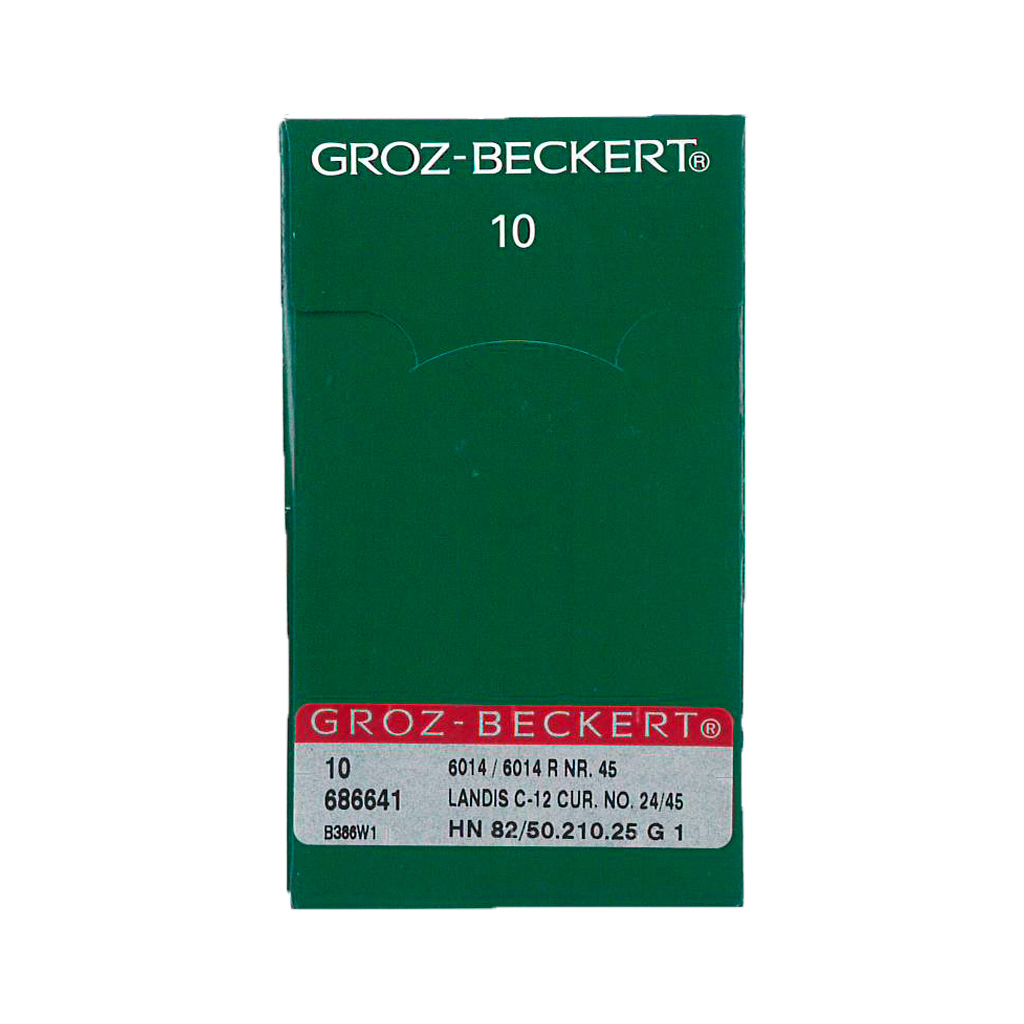 GROZ-BECKERT®
10
GROZ-BECKERT®
10 6014 / 6014 R NR. 45
686641 LANDIS C-12 CUR. NO. 24/45
B386W1 HN 82/50.210.25 G 1